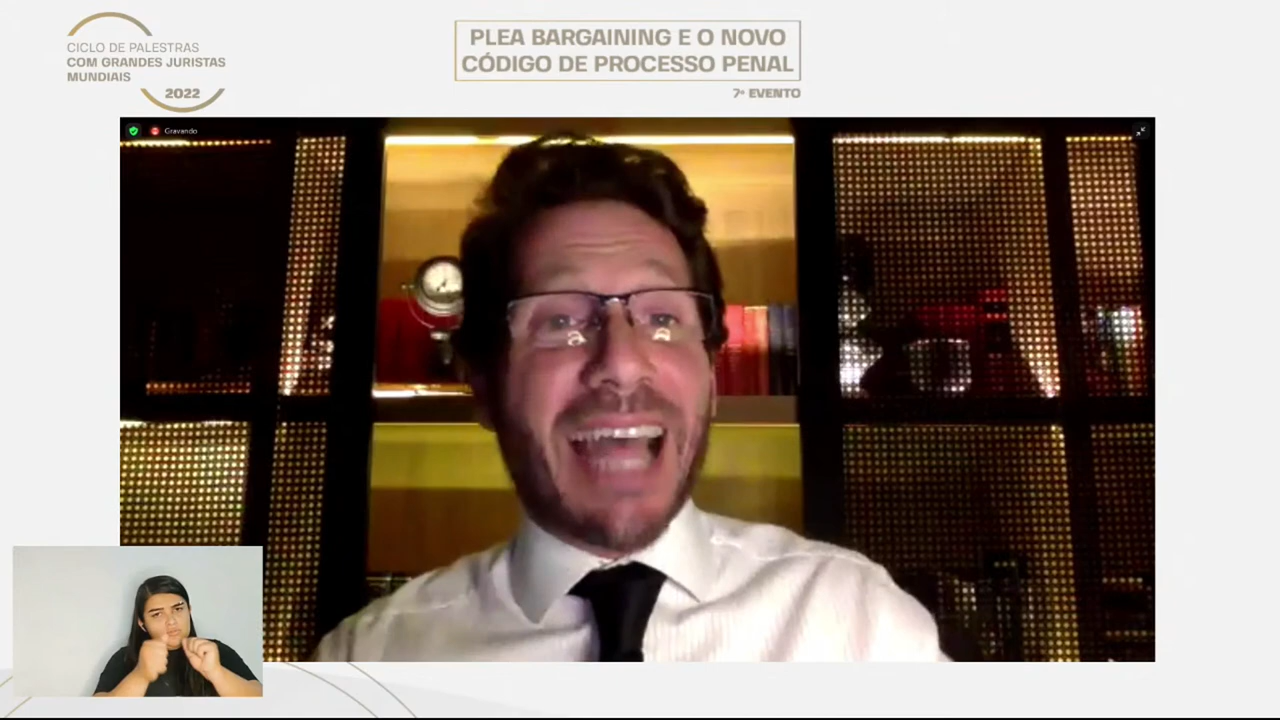 CICLO DE PALESTRAS
COM GRANDES JURISTAS
MUNDIAIS
2022
PLEA BARGAINING E O NOVO
CÓDIGO DE PROCESSO PENAL
7º EVENTO
Gravando